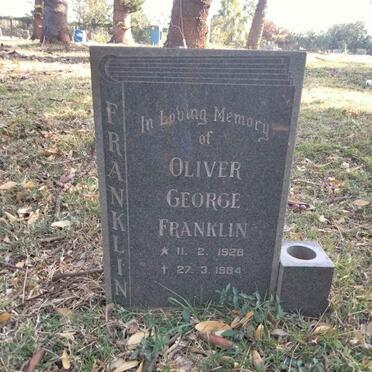 FRANKLIN
In Loving Memory
of
OLIVER
GEORGE
FRANKLIN
* 11. 2. 1928
† 27. 3. 1984